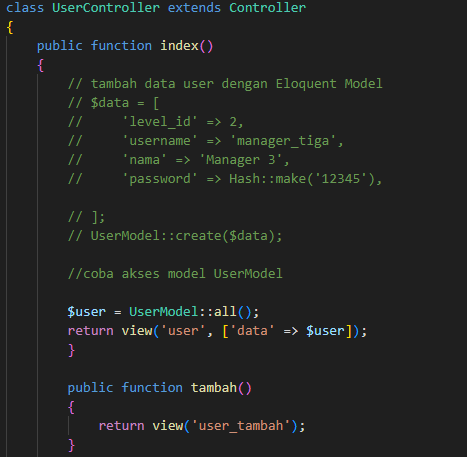 class UserController extends Controller
{
public function index()
{
// tambah data user dengan Eloquent Model
// $data = [
//     'level_id' => 2,
//     'username' => 'manager_tiga',
//     'nama' => 'Manager 3',
//     'password' => Hash::make('12345'),
// ];
// UserModel::create($data);
//coba akses model UserModel
$user = UserModel::all();
return view('user', ['data' => $user]);
}
public function tambah()
{
return view('user_tambah');
}